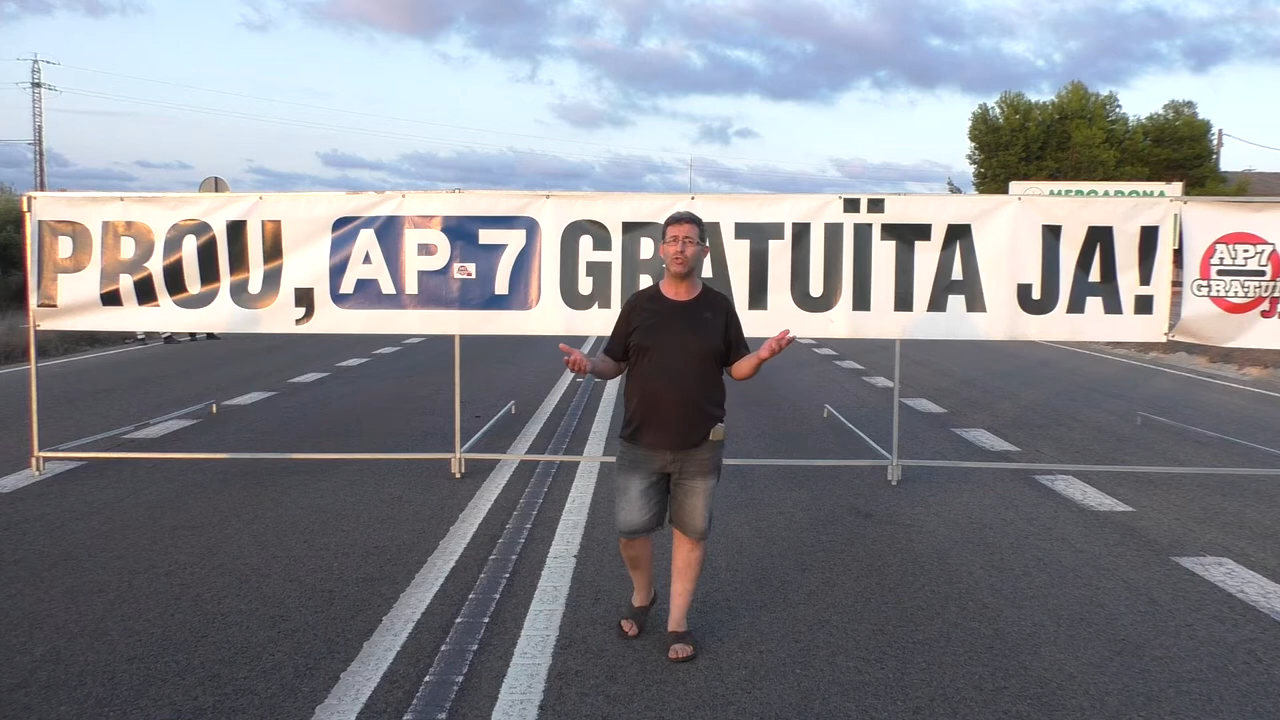 PROU, AP-7 GRATUÏTA JA!
MERCADONA
AP7
GRATUÏ
J